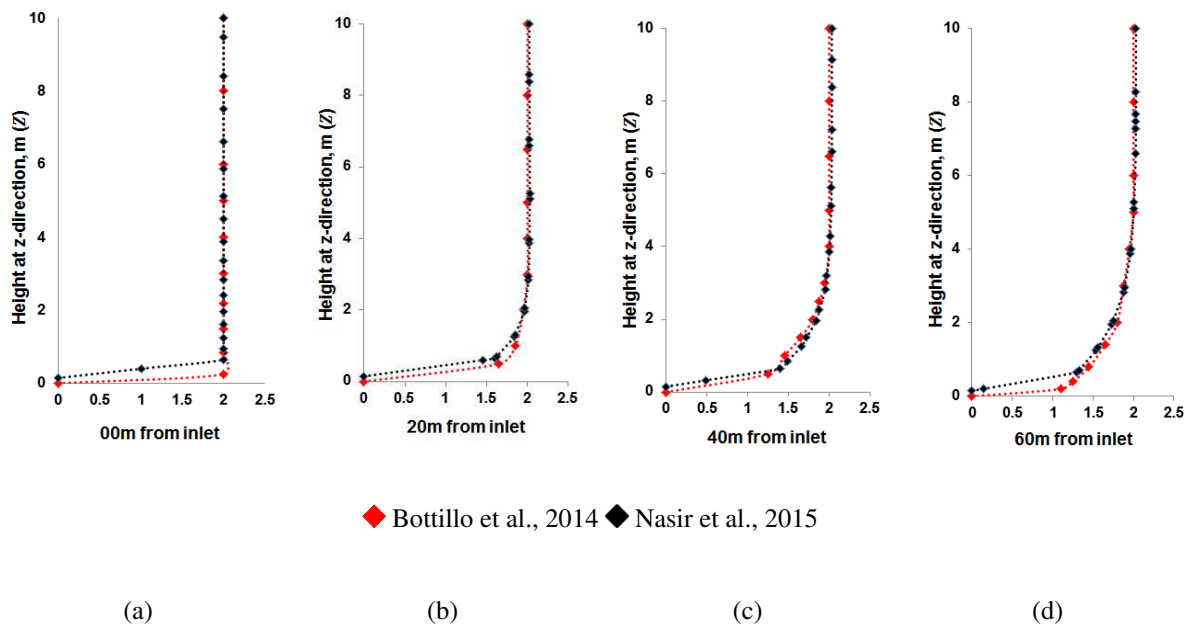 Height at z-direction, m (Z)
10
8
6
4
2
0
0 0.5 1 1.5 2 2.5
00m from inlet
Height at z-direction, m (Z)
10
8
6
4
2
0
0 0.5 1 1.5 2 2.5
20m from inlet
Height at z-direction, m (Z)
10
8
6
4
2
0
0 0.5 1 1.5 2 2.5
40m from inlet
Height at z-direction, m (Z)
10
8
6
4
2
0
0 0.5 1 1.5 2 2.5
60m from inlet
Bottillo et al., 2014 Nasir et al., 2015
(a) (b) (c) (d)